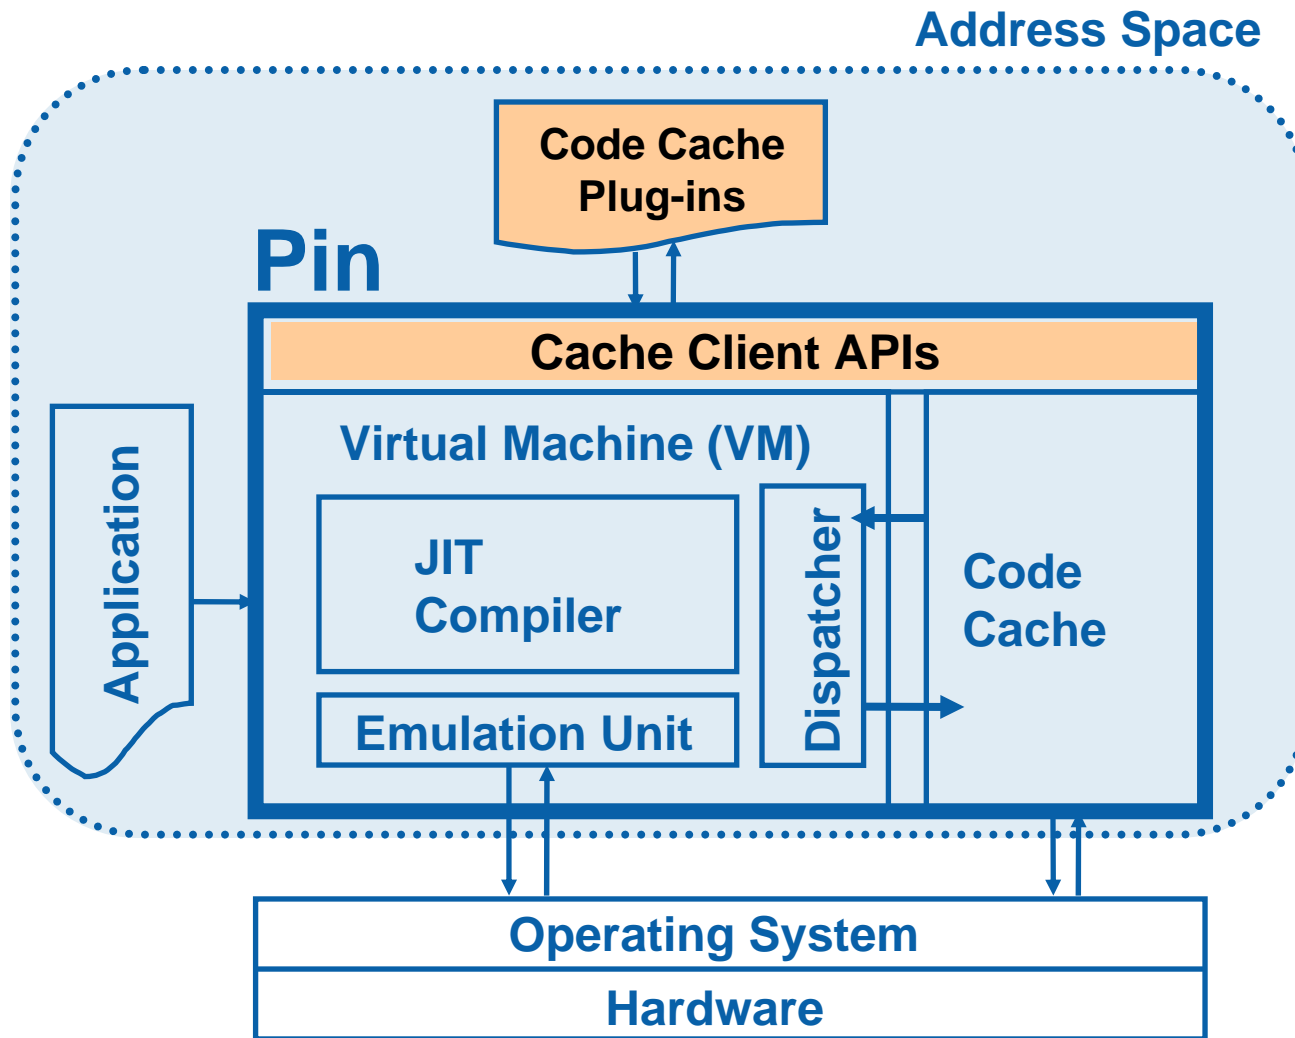 Address Space
Code Cache
Plug-ins
Pin
Cache Client APIs
Application
Virtual Machine (VM)
JIT
Compiler
Emulation Unit
Dispatcher
Code
Cache
Operating System
Hardware